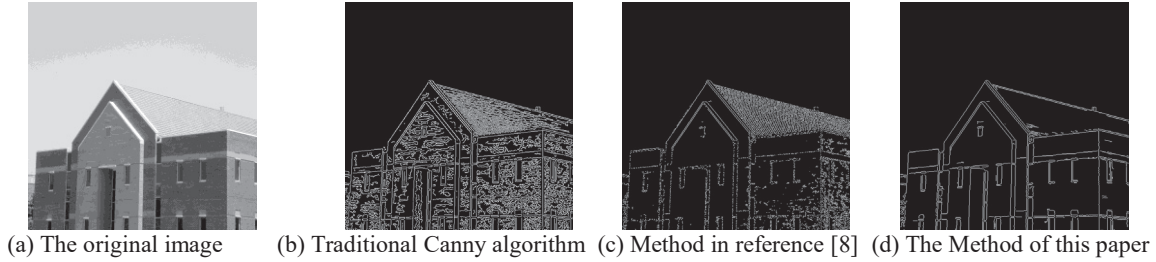 (a) The original image
(b) Traditional Canny algorithm
(c) Method in reference [8]
(d) The Method of this paper